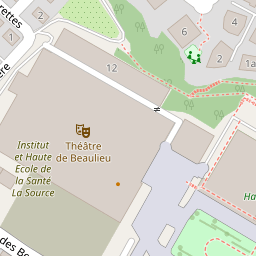 rettes
1
6
4
2
1a
12
ère
Théâtre
de Beaulieu
Institut
et Haute
Ecole de
la Santé
La Source
Ha
des Be